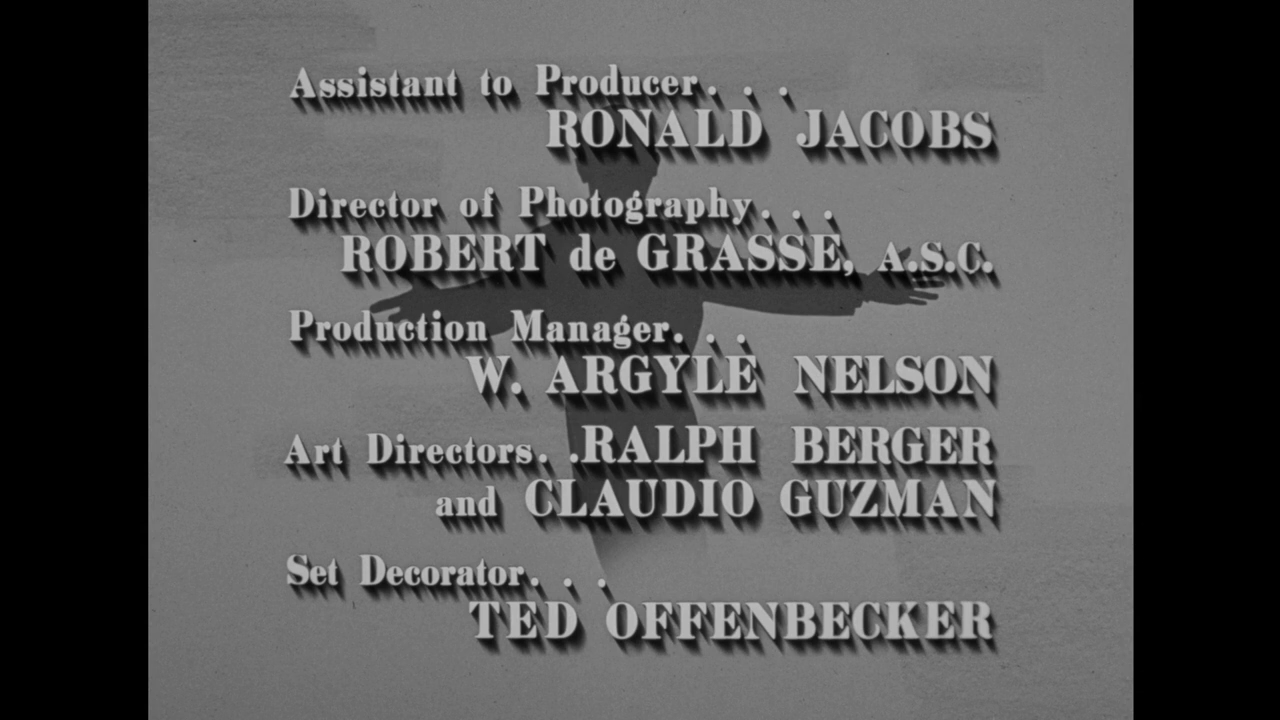 Assistant to Producer. . .
RONALD JACOBS
Director of Photography. . .
ROBERT de GRASSE, A.S.C.
Production Manager. . .
W. ARGYLE NELSON
Art Directors. .RALPH BERGER
and CLAUDIO GUZMAN
Set Decorator. . .
TED OFFENBECKER